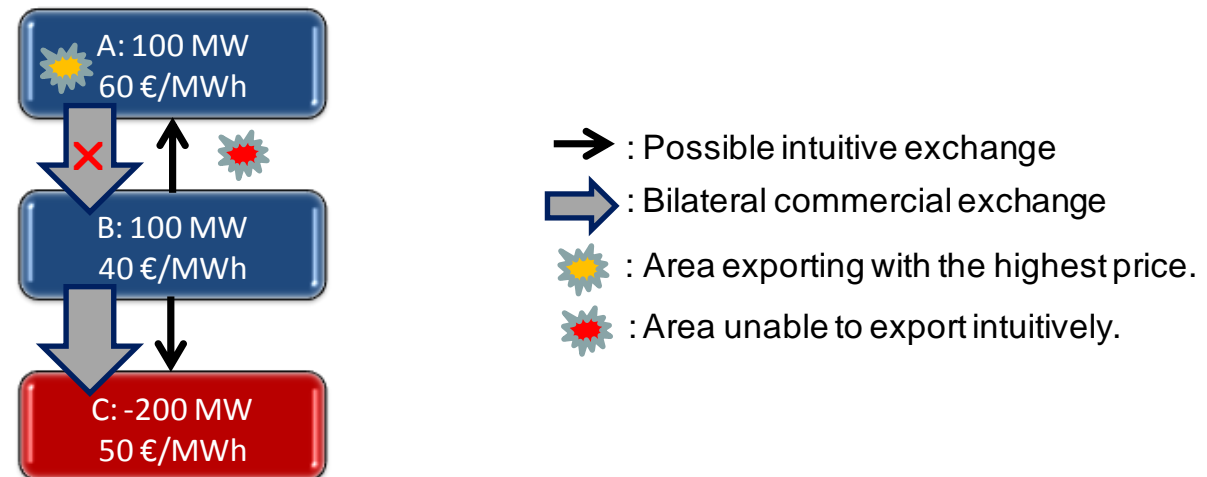 A: 100 MW
60 €/MWh
B: 100 MW
40 €/MWh
C: -200 MW
50 €/MWh
: Possible intuitive exchange
: Bilateral commercial exchange
: Area exporting with the highest price.
: Area unable to export intuitively.